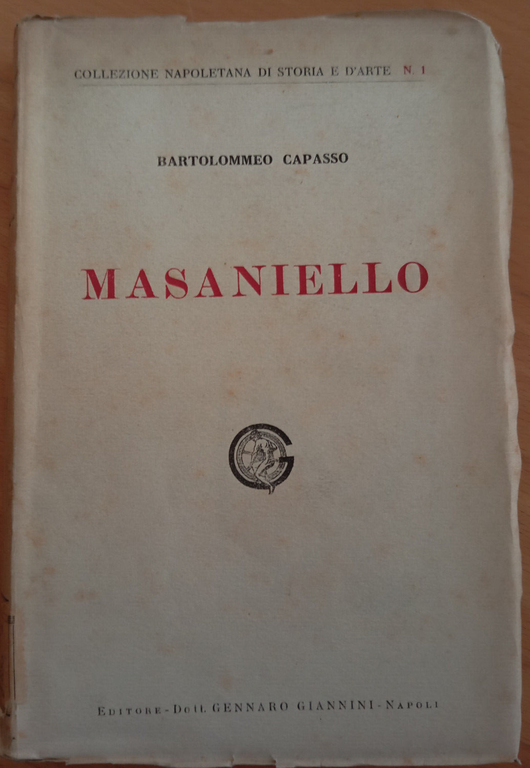 COLLEZIONE NAPOLETANA DI STORIA E D'ARTE N. 1
BARTOLOMMEO CAPASSO
MASANIELLO
G
EDITORE - Dott. GENNARO GIANNINI - NAPOLI